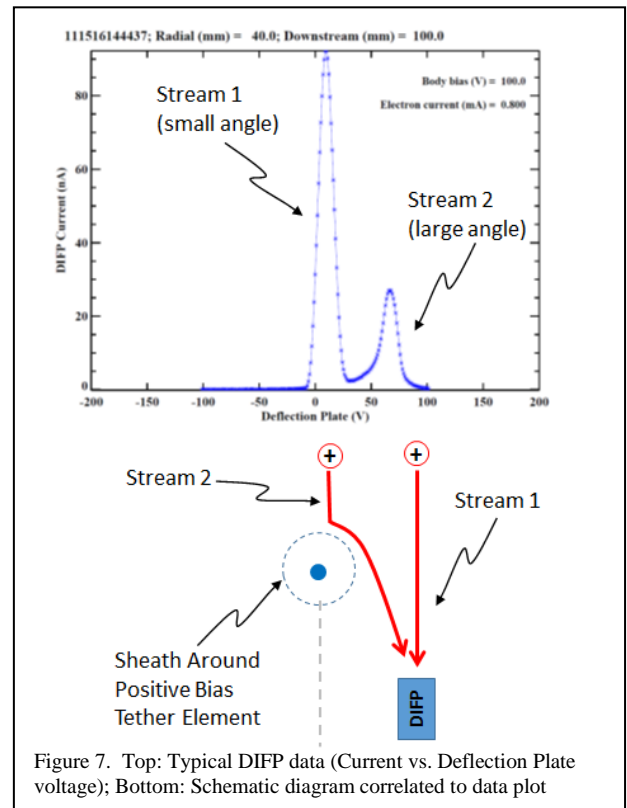 111516144437; Radial (mm) = 40.0; Downstream (mm) = 100.0
Body bias (V) = 100.0
Electron current (mA) = 0.800
Stream 1
(small angle)
Stream 2
(large angle)
DIFP Current (nA)
80
60
40
20
0
-200 -150 -100 -50 0 50 100 150 200
Deflection Plate (V)
+ +
Stream 2
Stream 1
Sheath Around
Positive Bias
Tether Element
DIFP
Figure 7. Top: Typical DIFP data (Current vs. Deflection Plate
voltage); Bottom: Schematic diagram correlated to data plot